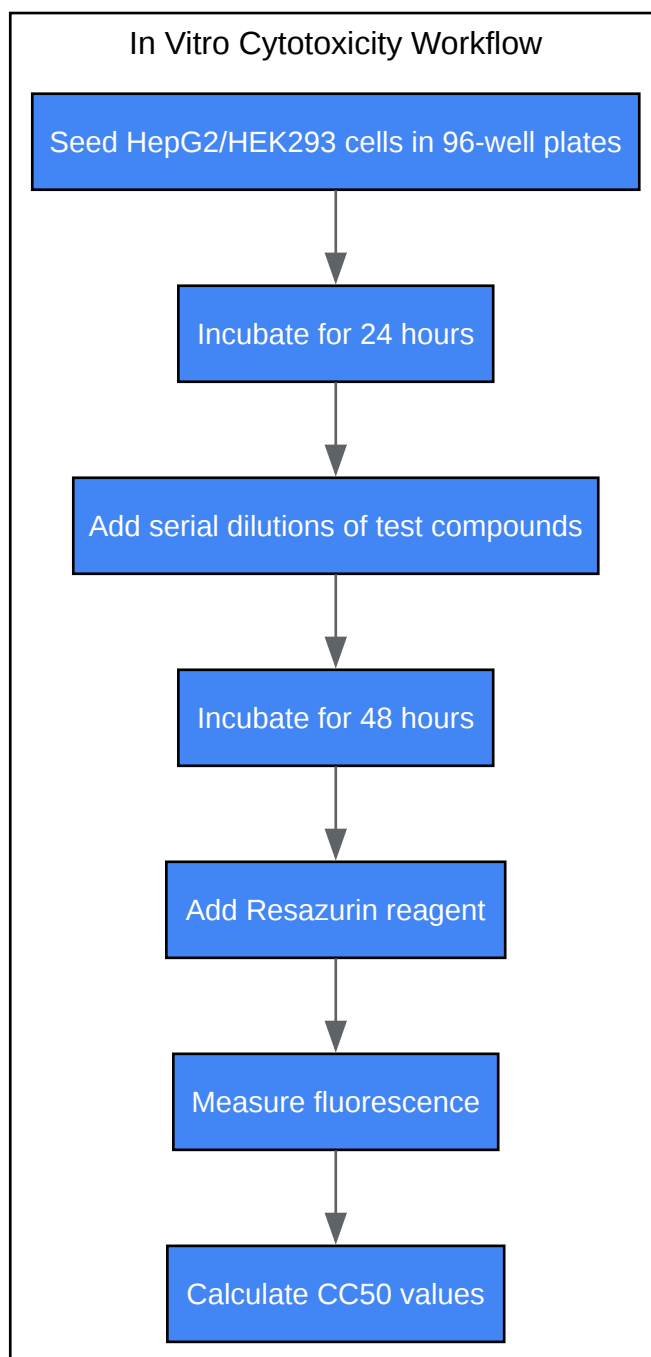 In Vitro Cytotoxicity Workflow
Seed HepG2/HEK293 cells in 96-well plates
Incubate for 24 hours
Add serial dilutions of test compounds
Incubate for 48 hours
Add Resazurin reagent
Measure fluorescence
Calculate CC50 values